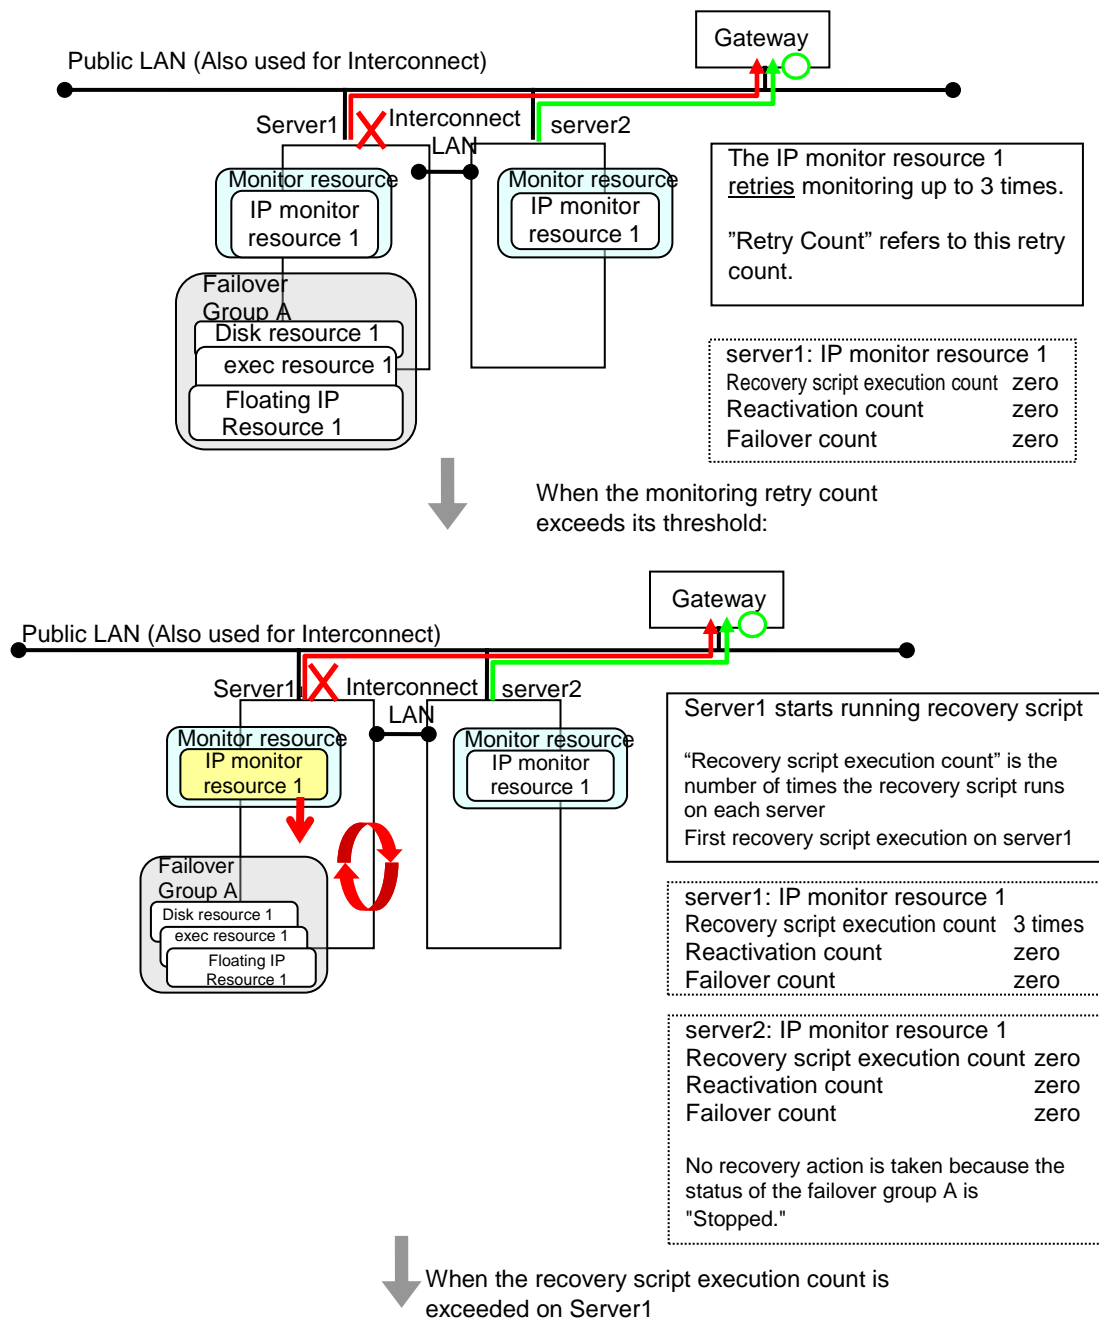 Gateway
Public LAN (Also used for Interconnect)
Server1
Interconnect
LAN
server2
Monitor resource
IP monitor
resource 1
Monitor resource
IP monitor
resource 1
Failover
Group A
Disk resource 1
exec resource 1
Floating IP
Resource 1
The IP monitor resource 1
retries monitoring up to 3 times.
”Retry Count” refers to this retry
count.
server1: IP monitor resource 1
Recovery script execution count zero
Reactivation count zero
Failover count zero
When the monitoring retry count
exceeds its threshold:
Gateway
Public LAN (Also used for Interconnect)
Server1
Interconnect
LAN
server2
Monitor resource
IP monitor
resource 1
Monitor resource
IP monitor
resource 1
Failover
Group A
Disk resource 1
exec resource 1
Floating IP
Resource 1
Server1 starts running recovery script
“Recovery script execution count” is the
number of times the recovery script runs
on each server
First recovery script execution on server1
server1: IP monitor resource 1
Recovery script execution count 3 times
Reactivation count zero
Failover count zero
server2: IP monitor resource 1
Recovery script execution count zero
Reactivation count zero
Failover count zero
No recovery action is taken because the
status of the failover group A is
"Stopped."
When the recovery script execution count is
exceeded on Server1